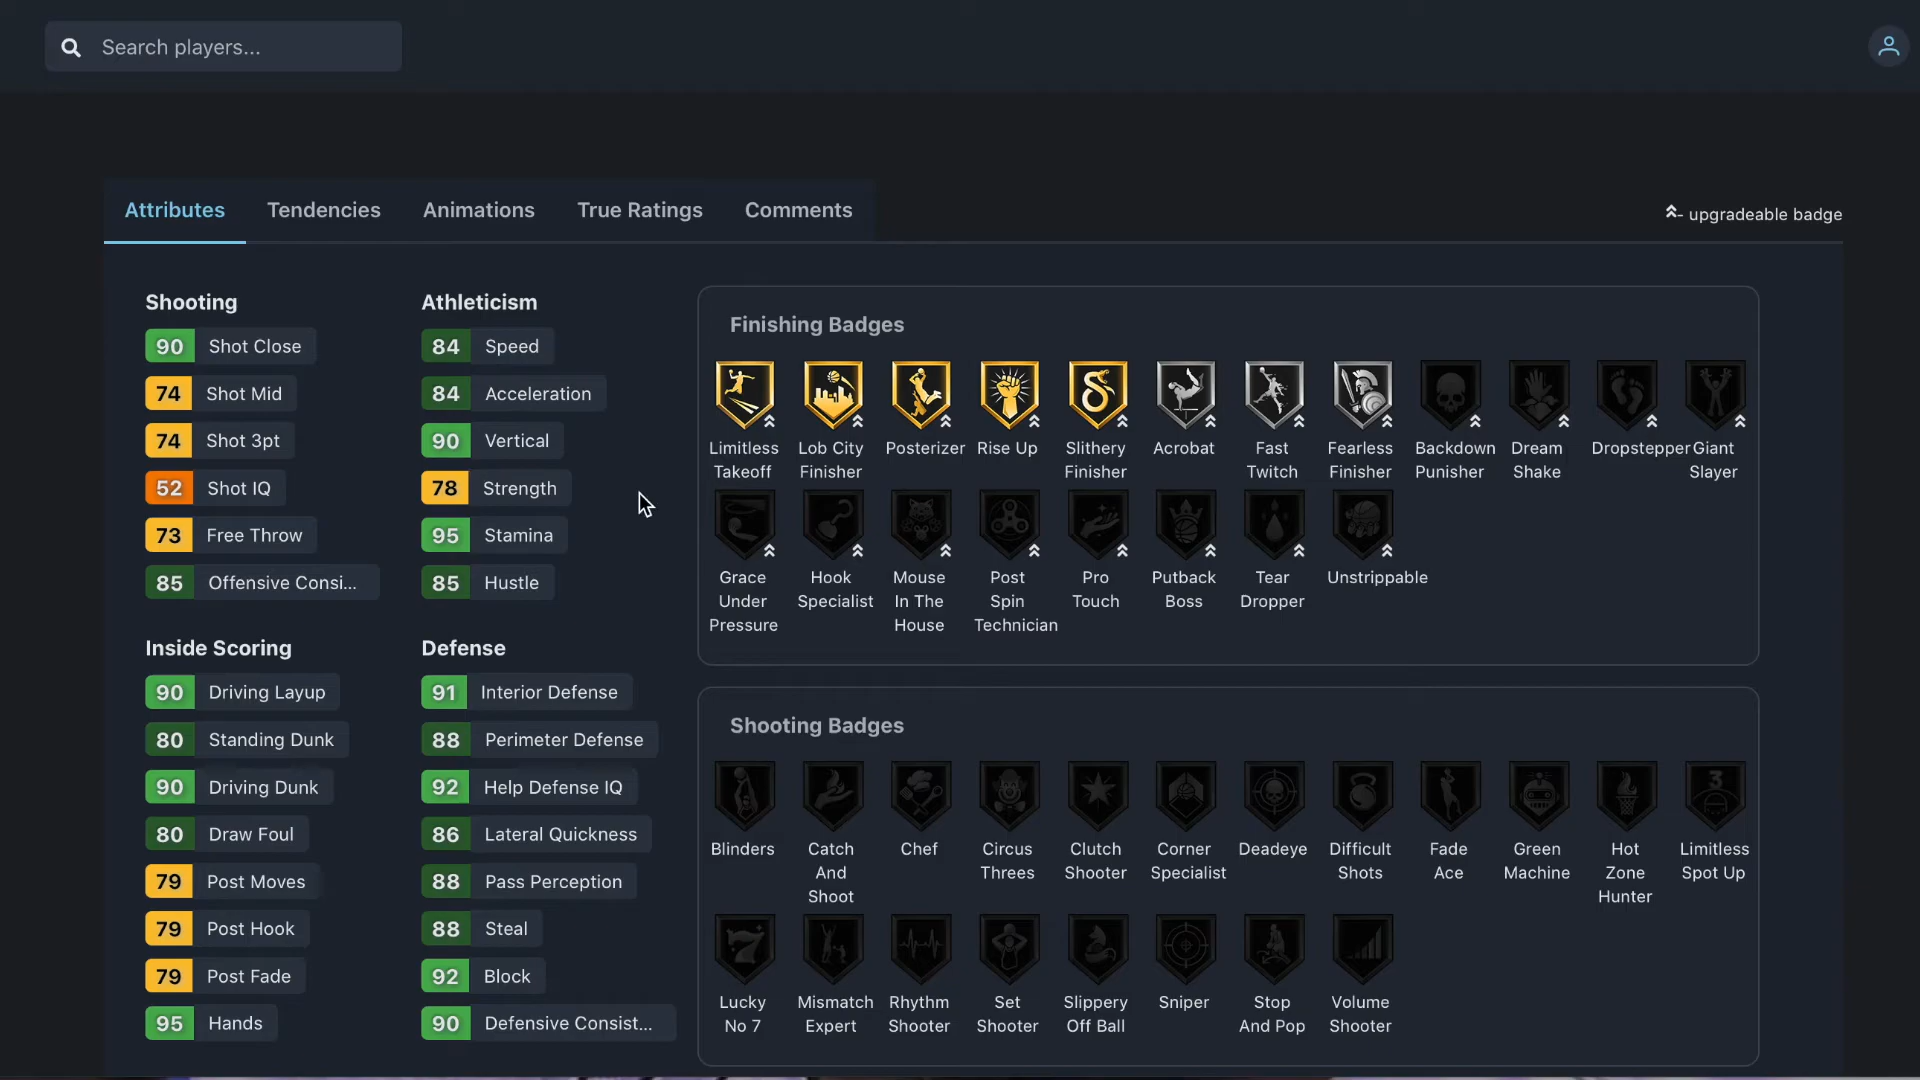 Search players...
Attributes
Tendencies
Animations
True Ratings
Comments
- upgradeable badge
Shooting
90 Shot Close
74 Shot Mid
74 Shot 3pt
52 Shot IQ
73 Free Throw
85 Offensive Consi...
Athleticism
84 Speed
84 Acceleration
90 Vertical
78 Strength
95 Stamina
85 Hustle
Inside Scoring
90 Driving Layup
80 Standing Dunk
90 Driving Dunk
80 Draw Foul
79 Post Moves
79 Post Hook
79 Post Fade
95 Hands
Defense
91 Interior Defense
88 Perimeter Defense
92 Help Defense IQ
86 Lateral Quickness
88 Pass Perception
88 Steal
92 Block
90 Defensive Consist...
Finishing Badges
Limitless
Takeoff
Lob City
Finisher
Posterizer
Rise Up
Slithery
Finisher
Acrobat
Fast
Twitch
Fearless
Finisher
Backdown
Punisher
Dream
Shake
Dropstepper
Giant
Slayer
Grace
Under
Pressure
Hook
Specialist
Mouse
In The
House
Post
Spin
Technician
Pro
Touch
Putback
Boss
Tear
Dropper
Unstrippable
Shooting Badges
Blinders
Catch
And
Shoot
Chef
Circus
Threes
Clutch
Shooter
Corner
Specialist
Deadeye
Difficult
Shots
Fade
Ace
Green
Machine
Hot
Zone
Hunter
3
Limitless
Spot Up
7
Lucky
No 7
Mismatch
Expert
Rhythm
Shooter
Set
Shooter
Slippery
Off Ball
Sniper
Stop
And Pop
Volume
Shooter